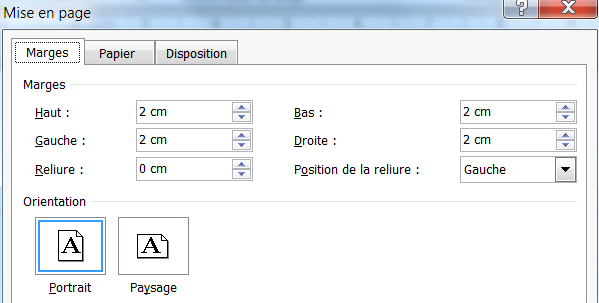 Mise en page
Marges Papier Disposition
Marges
Haut : 2 cm Bas : 2 cm
Gauche : 2 cm Droite : 2 cm
Reliure : 0 cm Position de la reliure : Gauche
Orientation
A A
Portrait Paysage